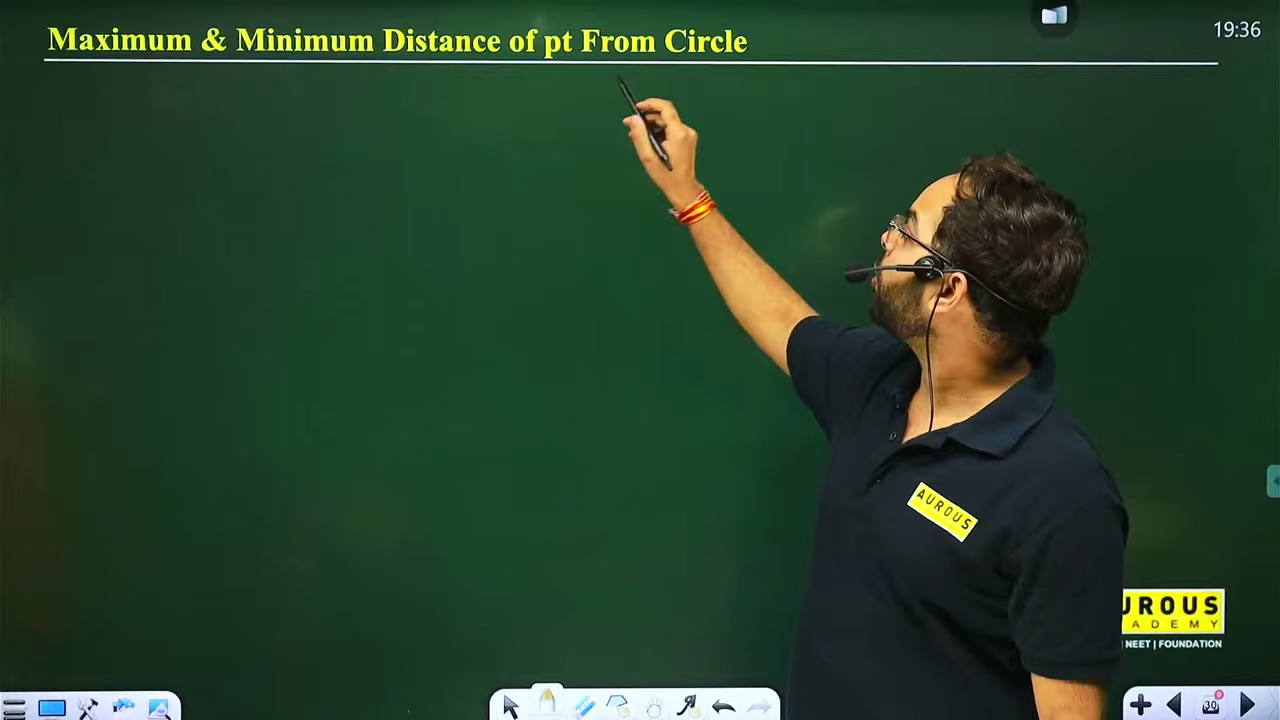 Maximum & Minimum Distance of pt From Circle
19:36
AUROUS
UROUS
ADEMY
NEET | FOUNDATION
30